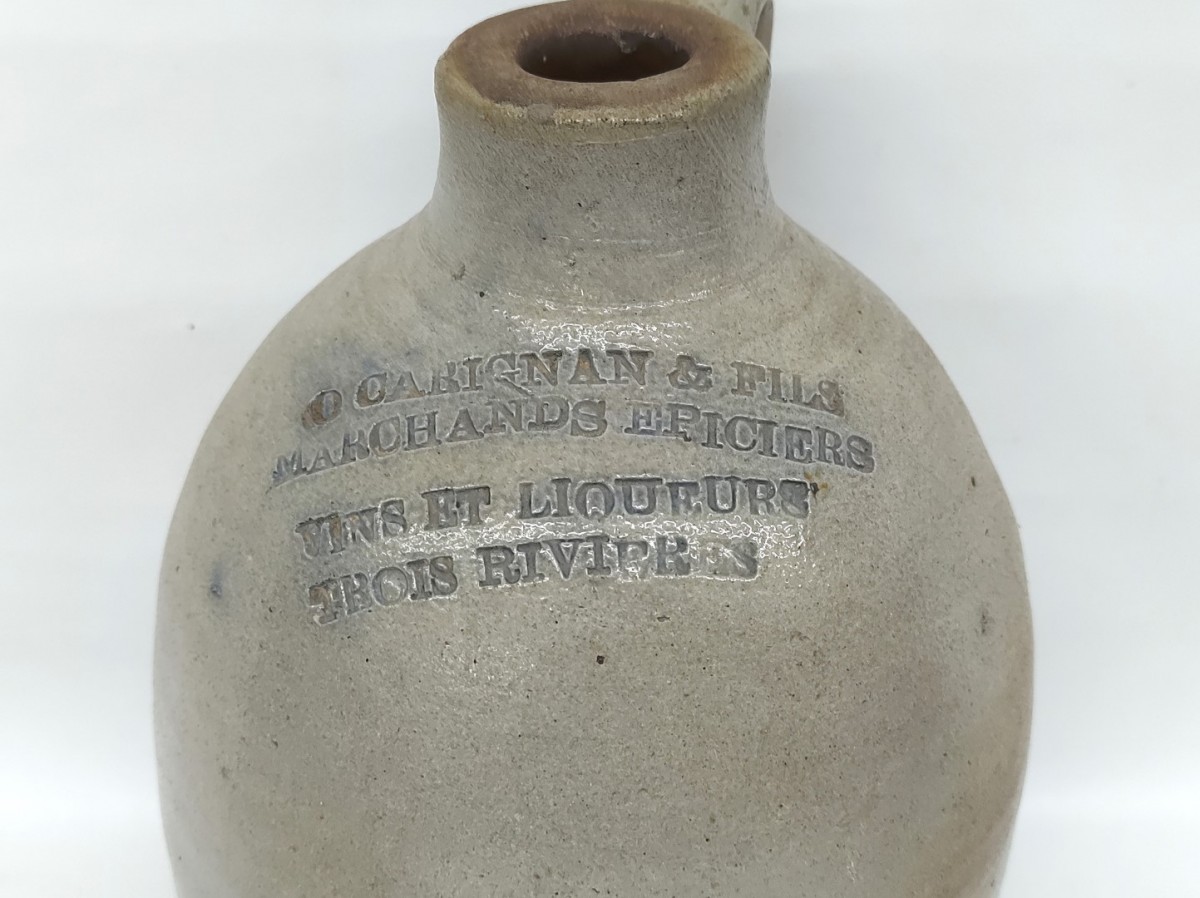 O CARIGNAN & FILS
MARCHANDS EPICIERS
VINS ET LIQUEURS
TROIS RIVIERES